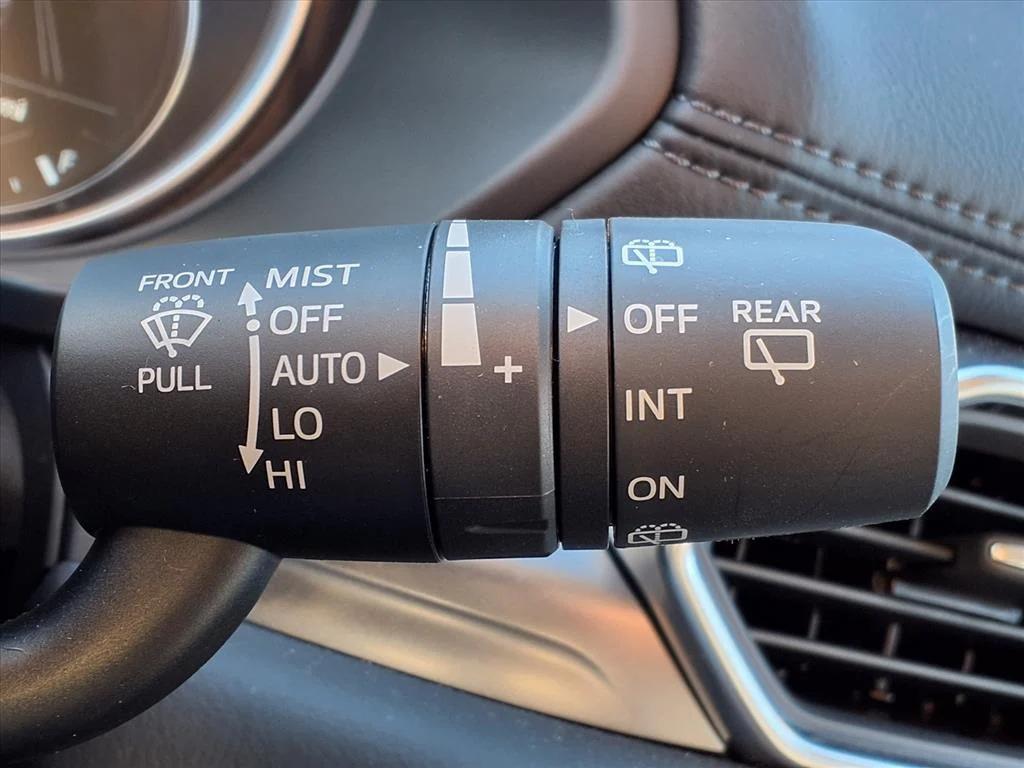 FRONT
PULL
MIST
OFF
AUTO
LO
HI
+
OFF
INT
ON
REAR